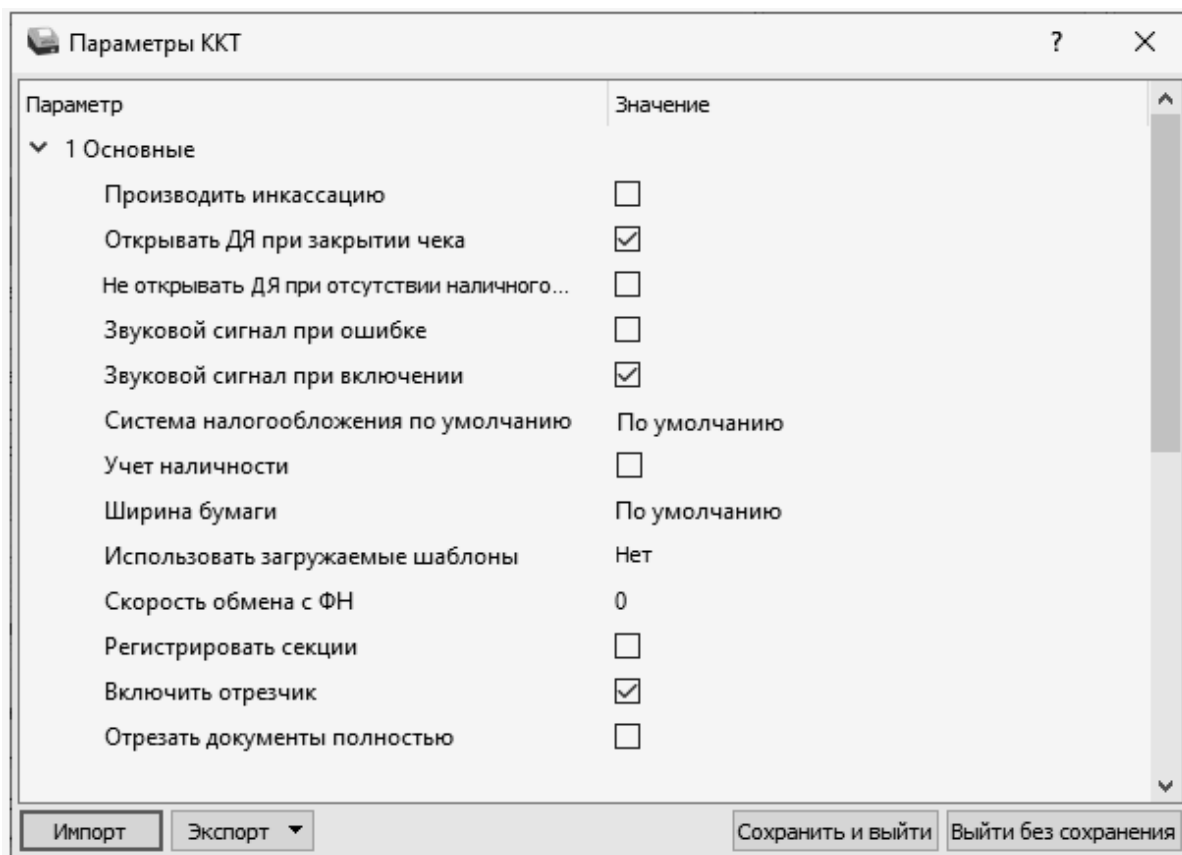 Параметры ККТ ?
Параметр Значение
1 Основные
Производить инкассацию
Открывать ДЯ при закрытии чека
Не открывать ДЯ при отсутствии наличного...
Звуковой сигнал при ошибке
Звуковой сигнал при включении
Система налогообложения по умолчанию По умолчанию
Учет наличности
Ширина бумаги По умолчанию
Использовать загружаемые шаблоны Нет
Скорость обмена с ФН 0
Регистрировать секции
Включить отрезчик
Отрезать документы полностью
Импорт Экспорт Сохранить и выйти Выйти без сохранения